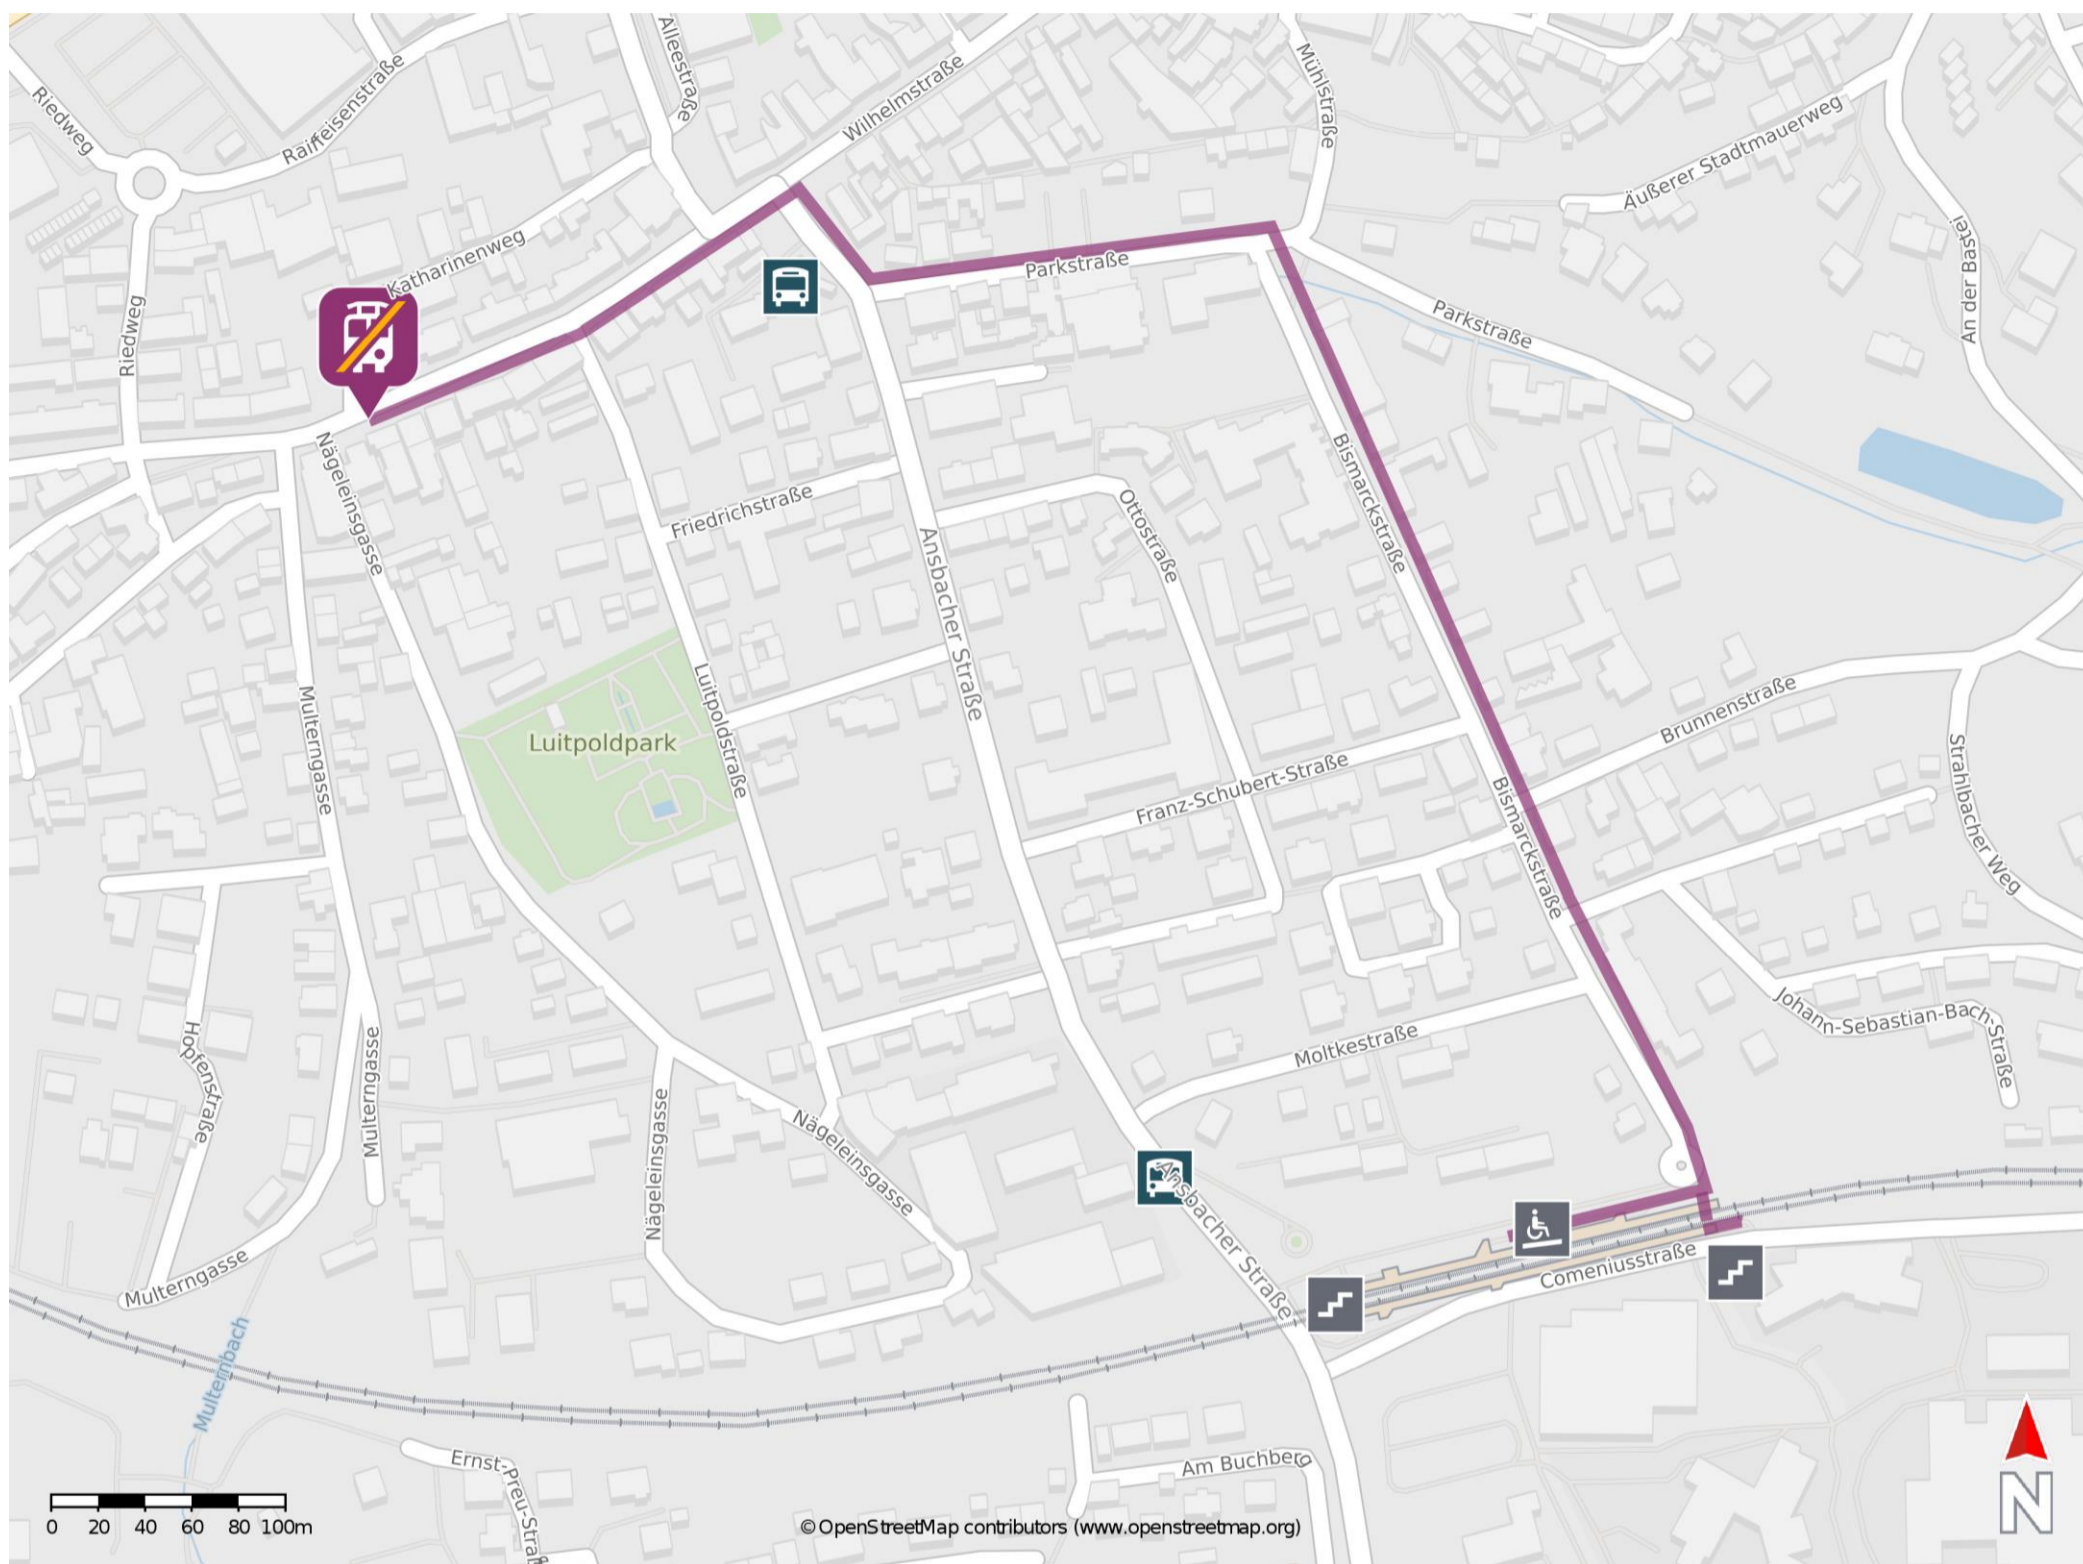 Riedweg
Raiffeisenstraße
Alleestraße
Wilhelmstraße
Mühlstraße
Äußerer Stadtmauerweg
An der Bastei
Katharinenweg
Parkstraße
Parkstraße
Riedweg
Nägeleinsgasse
Friedrichstraße
Ansbacher Straße
Ottostraße
Bismarckstraße
Luitpoldpark
Luitpoldstraße
Multerngasse
Franz-Schubert-Straße
Bismarckstraße
Brunnenstraße
Strahlbacher Weg
Hopfenstraße
Multerngasse
Nägeleinsgasse
Nägeleinsgasse
Moltkestraße
Johann-Sebastian-Bach-Straße
Ansbacher Straße
Comeniusstraße
Multerngasse
Multernbach
Ernst-Preu-Straß
Am Buchberg
N
0 20 40 60 80 100m
© OpenStreetMap contributors (www.openstreetmap.org)